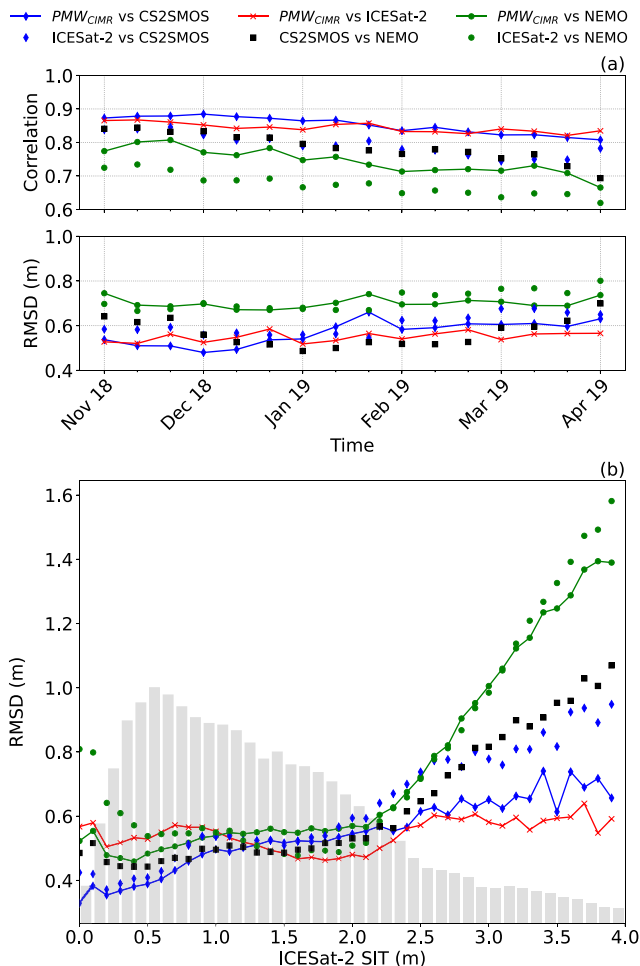 PMW_CIMR vs CS2SMOS PMW_CIMR vs ICESat-2 PMW_CIMR vs NEMO
ICESat-2 vs CS2SMOS CS2SMOS vs NEMO ICESat-2 vs NEMO
(a)
1.0
0.9
0.8
0.7
0.6
Correlation
1.0
0.8
0.6
0.4
RMSD (m)
Nov 18 Dec 18 Jan 19 Feb 19 Mar 19 Apr 19
Time
(b)
1.6
1.4
1.2
1.0
0.8
0.6
0.4
RMSD (m)
0.0 0.5 1.0 1.5 2.0 2.5 3.0 3.5 4.0
ICESat-2 SIT (m)